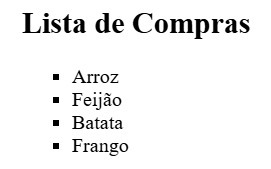 Lista de Compras
Arroz
Feijão
Batata
Frango